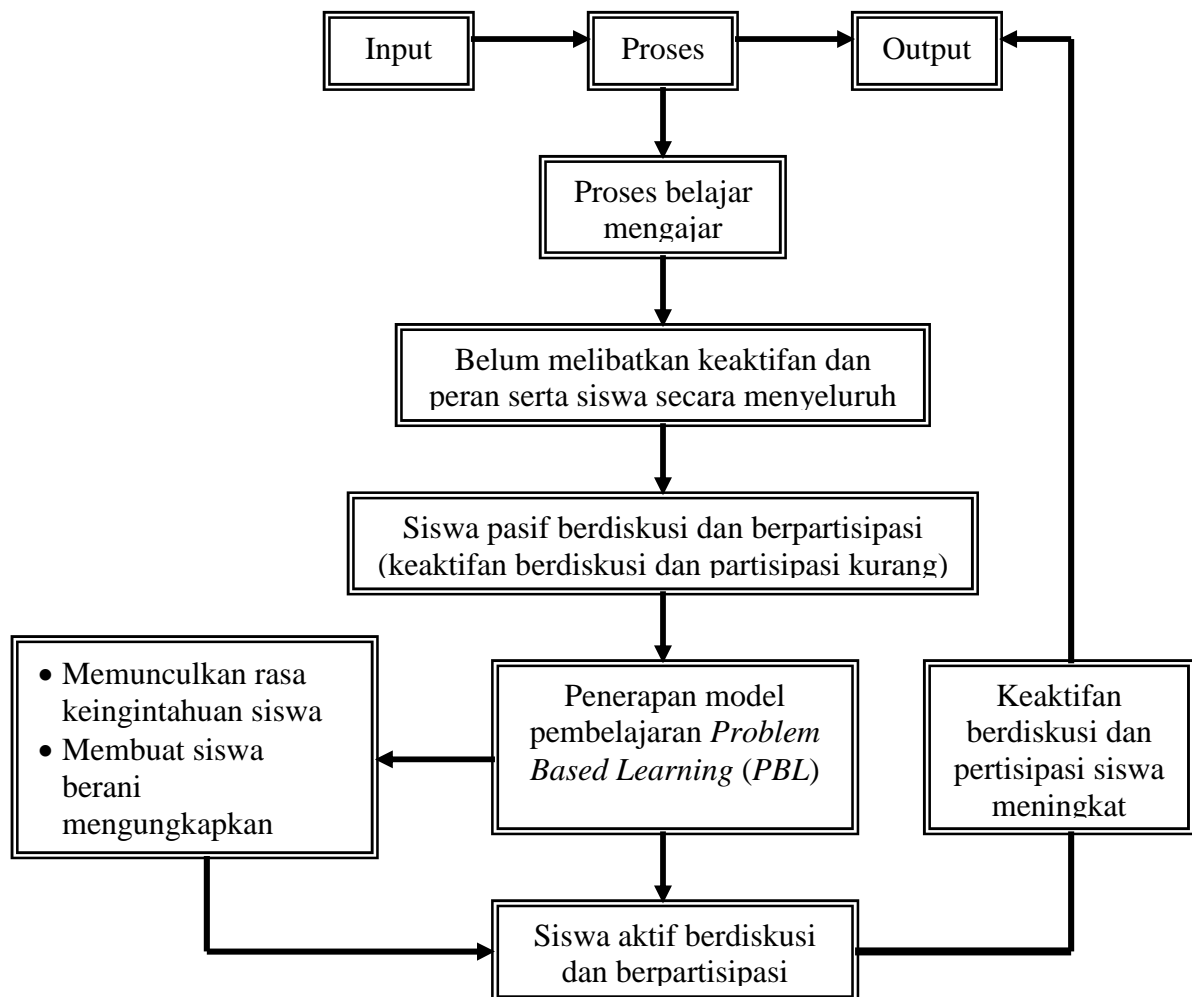 Input
Proses
Output
Proses belajar
mengajar
Belum melibatkan keaktifan dan
peran serta siswa secara menyeluruh
Siswa pasif berdiskusi dan berpartisipasi
(keaktifan berdiskusi dan partisipasi kurang)
• Memunculkan rasa
keingintahuan siswa
• Membuat siswa
berani
mengungkapkan
Penerapan model
pembelajaran Problem
Based Learning (PBL)
Keaktifan
berdiskusi dan
pertisipasi siswa
meningkat
Siswa aktif berdiskusi
dan berpartisipasi